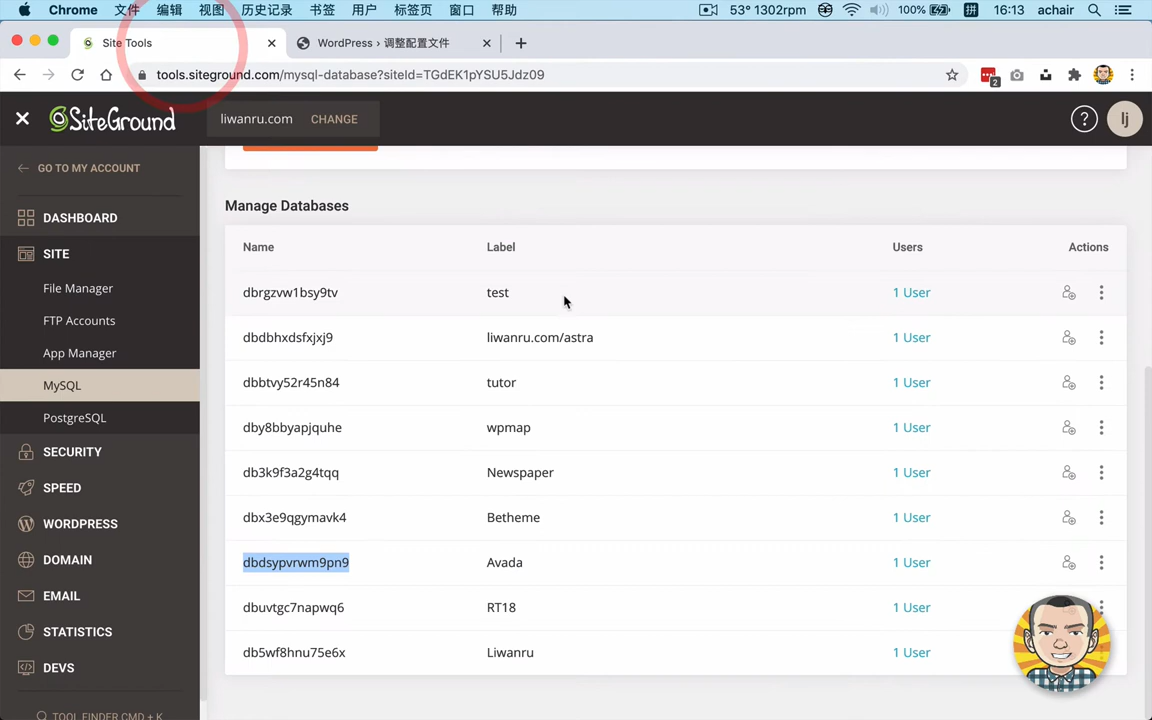 Chrome 文件 编辑 视图 历史记录 书签 用户 标签页 窗口 帮助 53° 1302rpm 100% 拼 16:13 achair
Site Tools WordPress › 调整配置文件
tools.siteground.com/mysql-database?siteId=TGdEK1pYSU5Jdz09 2
SiteGround liwanru.com CHANGE ? lj
GO TO MY ACCOUNT
DASHBOARD
SITE
File Manager
FTP Accounts
App Manager
MySQL
PostgreSQL
SECURITY
SPEED
WORDPRESS
DOMAIN
EMAIL
STATISTICS
DEVS
TOOL FINDER CMD + K
Manage Databases
Name Label Users Actions
dbrgzvw1bsy9tv test 1 User
dbdbhxdsfxjxj9 liwanru.com/astra 1 User
dbbtvy52r45n84 tutor 1 User
dby8bbyapjquhe wpmap 1 User
db3k9f3a2g4tqq Newspaper 1 User
dbx3e9qgymavk4 Betheme 1 User
dbdsypvrwm9pn9 Avada 1 User
dbuvtgc7napwq6 RT18 1 User
db5wf8hnu75e6x Liwanru 1 User